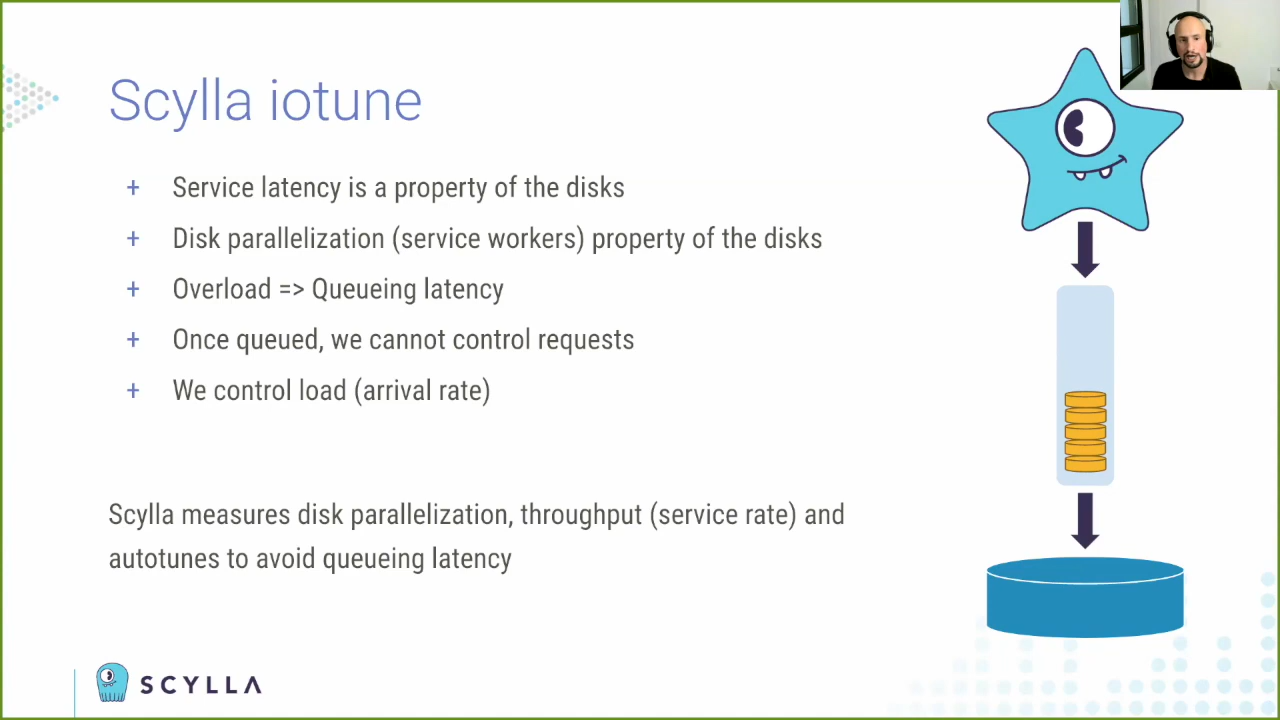 Scylla iotune
+ Service latency is a property of the disks
+ Disk parallelization (service workers) property of the disks
+ Overload => Queueing latency
+ Once queued, we cannot control requests
+ We control load (arrival rate)
Scylla measures disk parallelization, throughput (service rate) and
autotunes to avoid queueing latency
SCYLLA